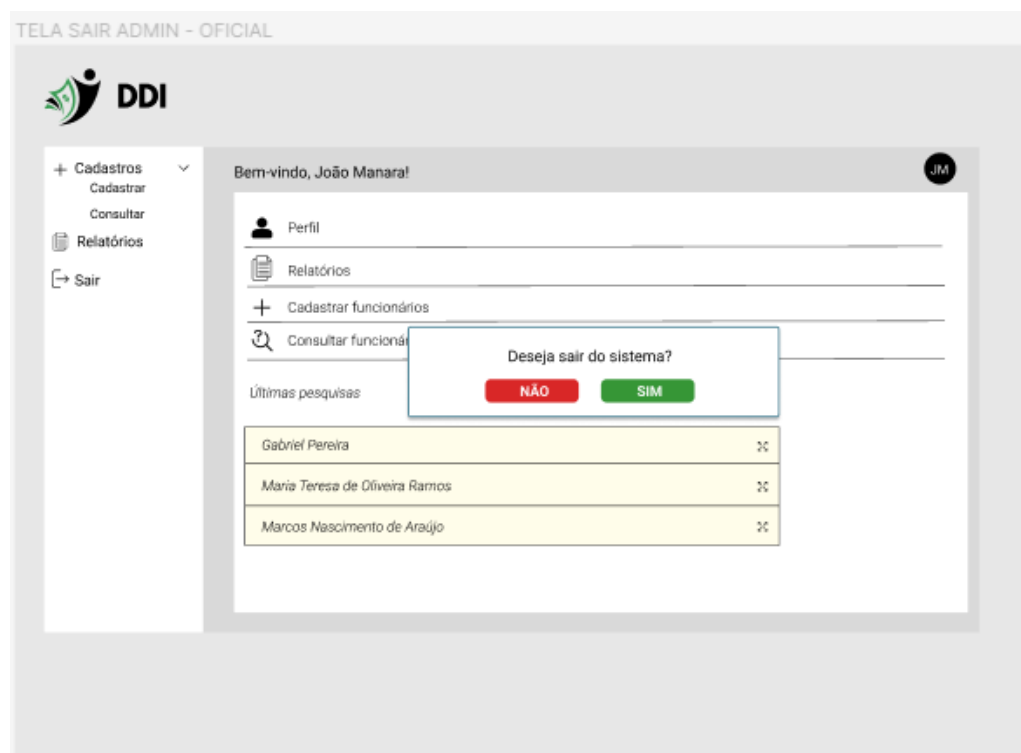 TELA SAIR ADMIN - OFICIAL
DDI
Cadastros
Cadastrar
Consultar
Relatórios
Sair
Bem-vindo, João Manara!
JM
Perfil
Relatórios
Cadastrar funcionários
Consultar funcioná
Deseja sair do sistema?
NÃO SIM
Últimas pesquisas
Gabriel Pereira
Maria Teresa de Oliveira Ramos
Marcos Nascimento de Araújo